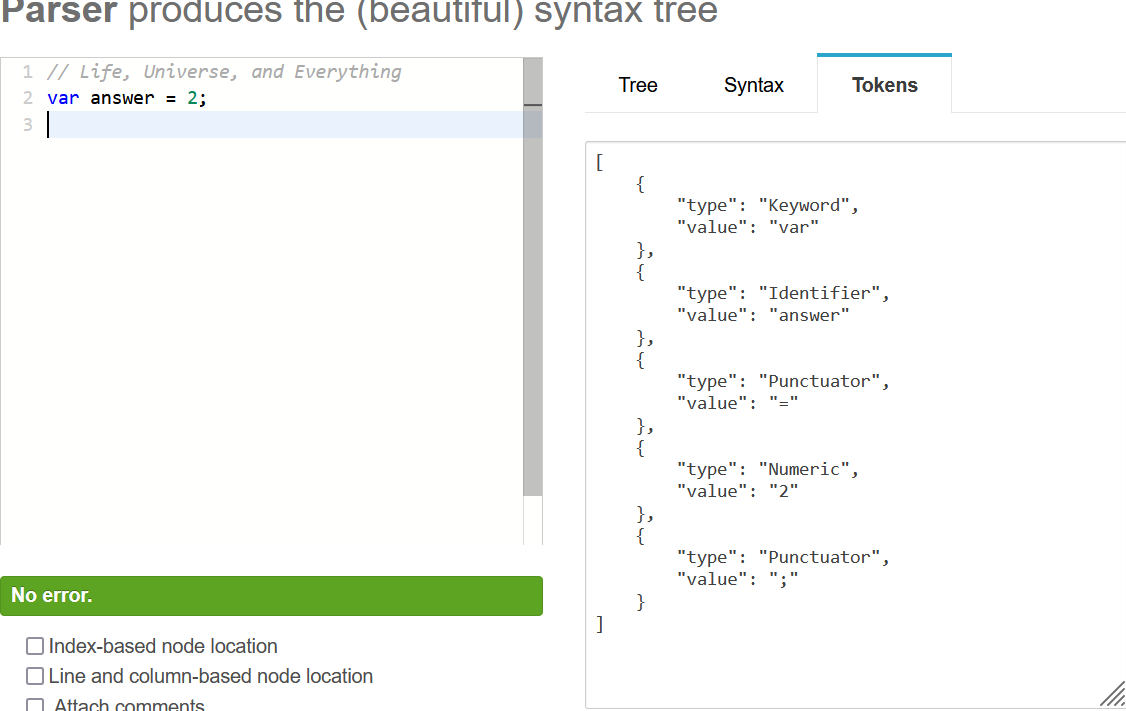 Parser produces the (beautiful) syntax tree
1 // Life, Universe, and Everything
2 var answer = 2;
3
No error.
Index-based node location
Line and column-based node location
Attach comments
Tree Syntax Tokens
[
    {
        "type": "Keyword",
        "value": "var"
    },
    {
        "type": "Identifier",
        "value": "answer"
    },
    {
        "type": "Punctuator",
        "value": "="
    },
    {
        "type": "Numeric",
        "value": "2"
    },
    {
        "type": "Punctuator",
        "value": ";"
    }
]